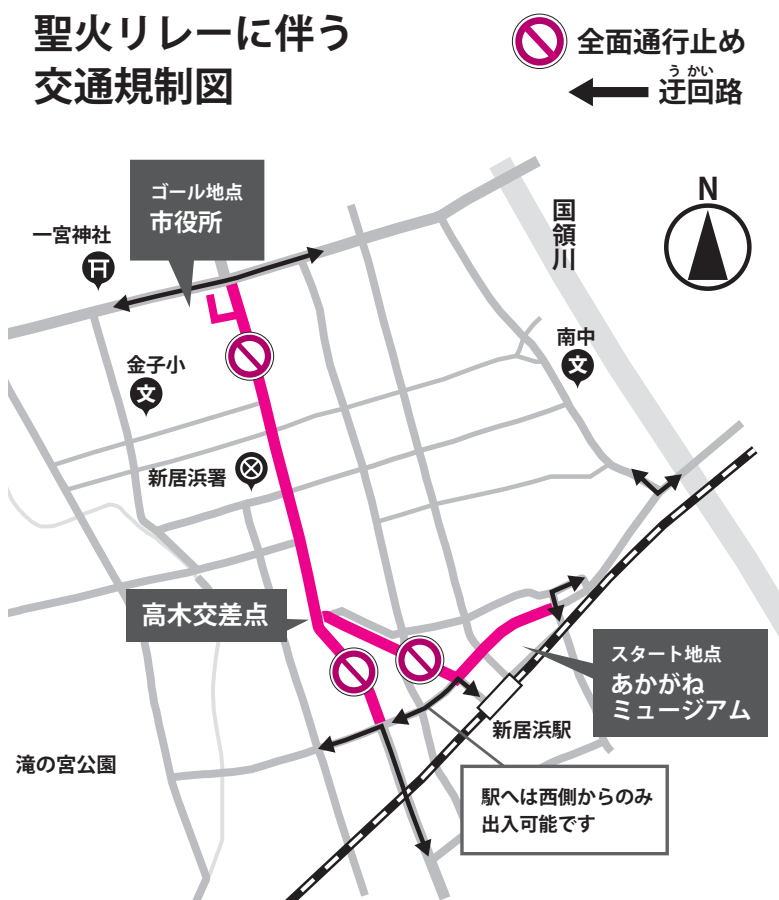 聖火リレーに伴う
交通規制図
全面通行止め
うかい
迂回路
N
国領川
ゴール地点
市役所
一宮神社
金子小
文
南中
文
新居浜署
高木交差点
スタート地点
あかがね
ミュージアム
新居浜駅
滝の宮公園
駅へは西側からのみ
出入可能です